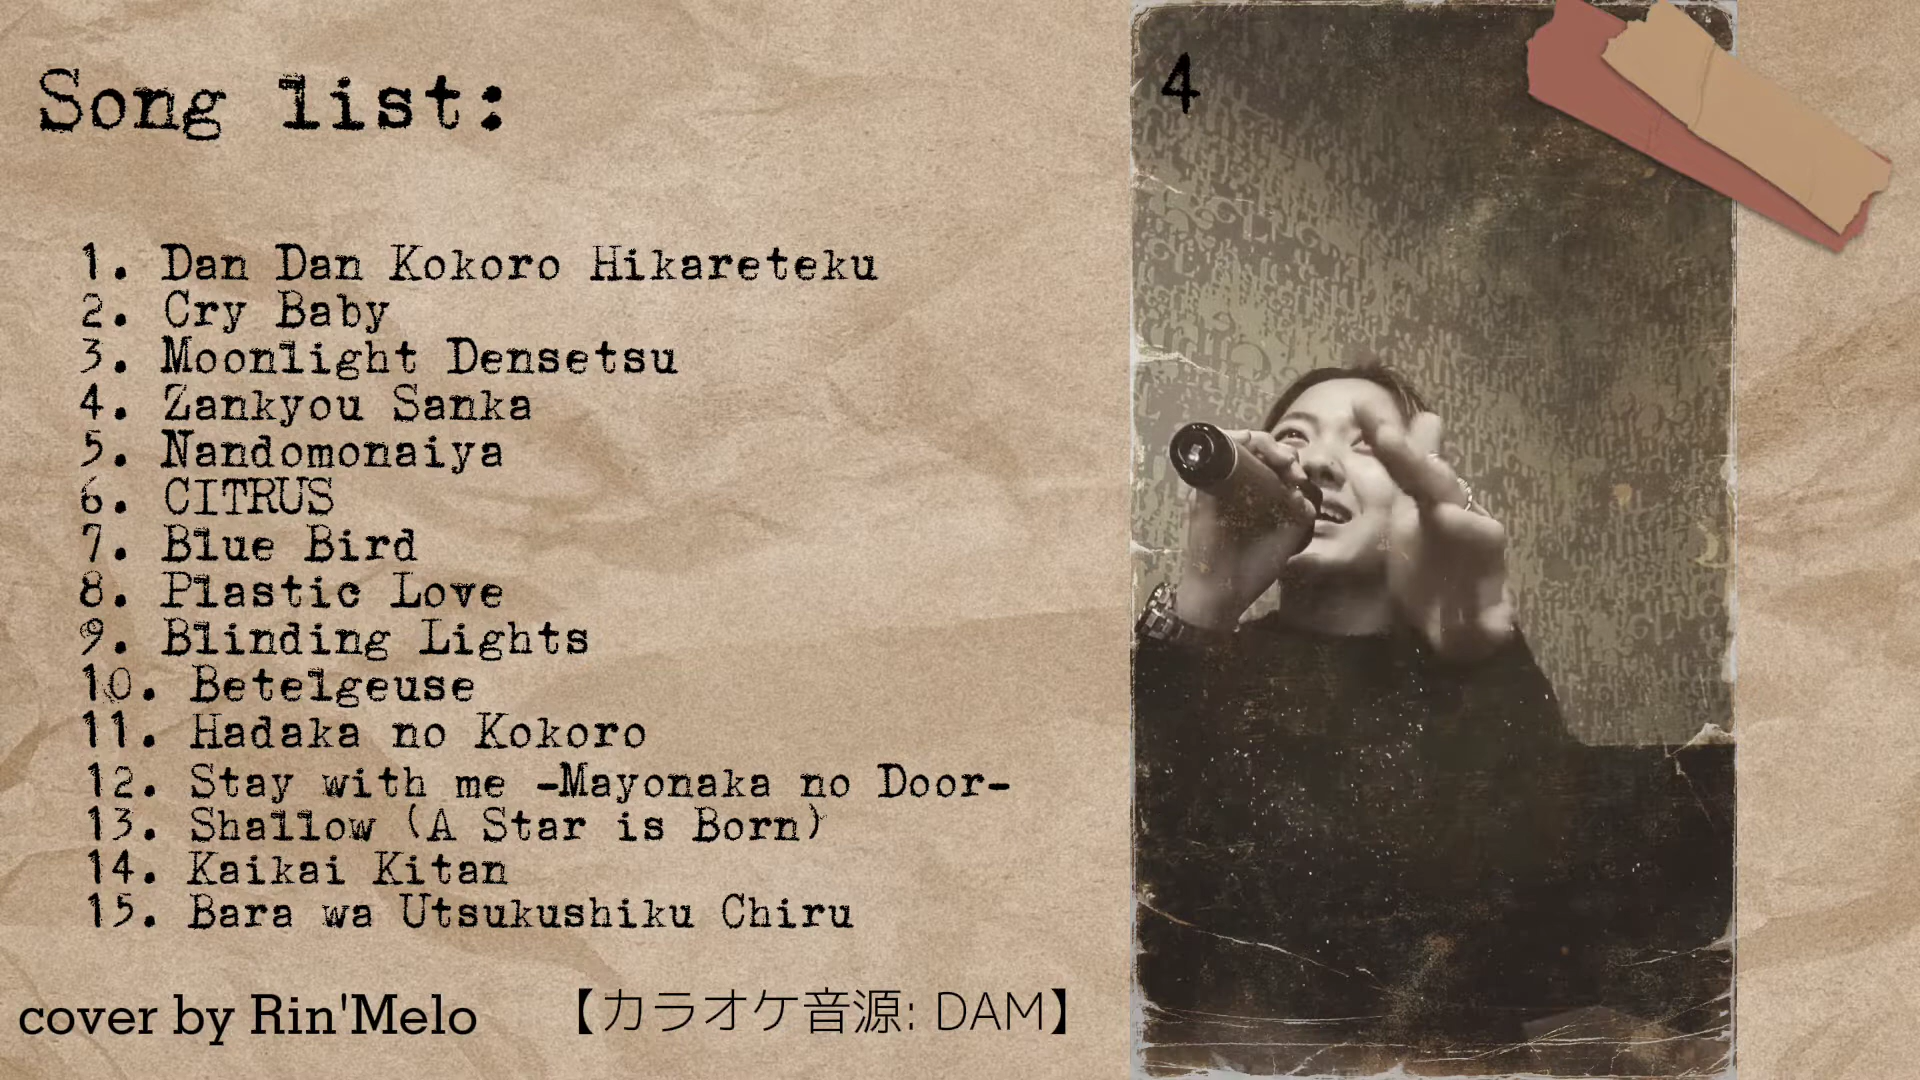 Song list:
1. Dan Dan Kokoro Hikareteku
2. Cry Baby
3. Moonlight Densetsu
4. Zankyou Sanka
5. Nandomonaiya
6. CITRUS
7. Blue Bird
8. Plastic Love
9. Blinding Lights
10. Betelgeuse
11. Hadaka no Kokoro
12. Stay with me -Mayonaka no Door-
13. Shallow (A Star is Born)
14. Kaikai Kitan
15. Bara wa Utsukushiku Chiru
cover by Rin'Melo 【カラオケ音源: DAM】
4